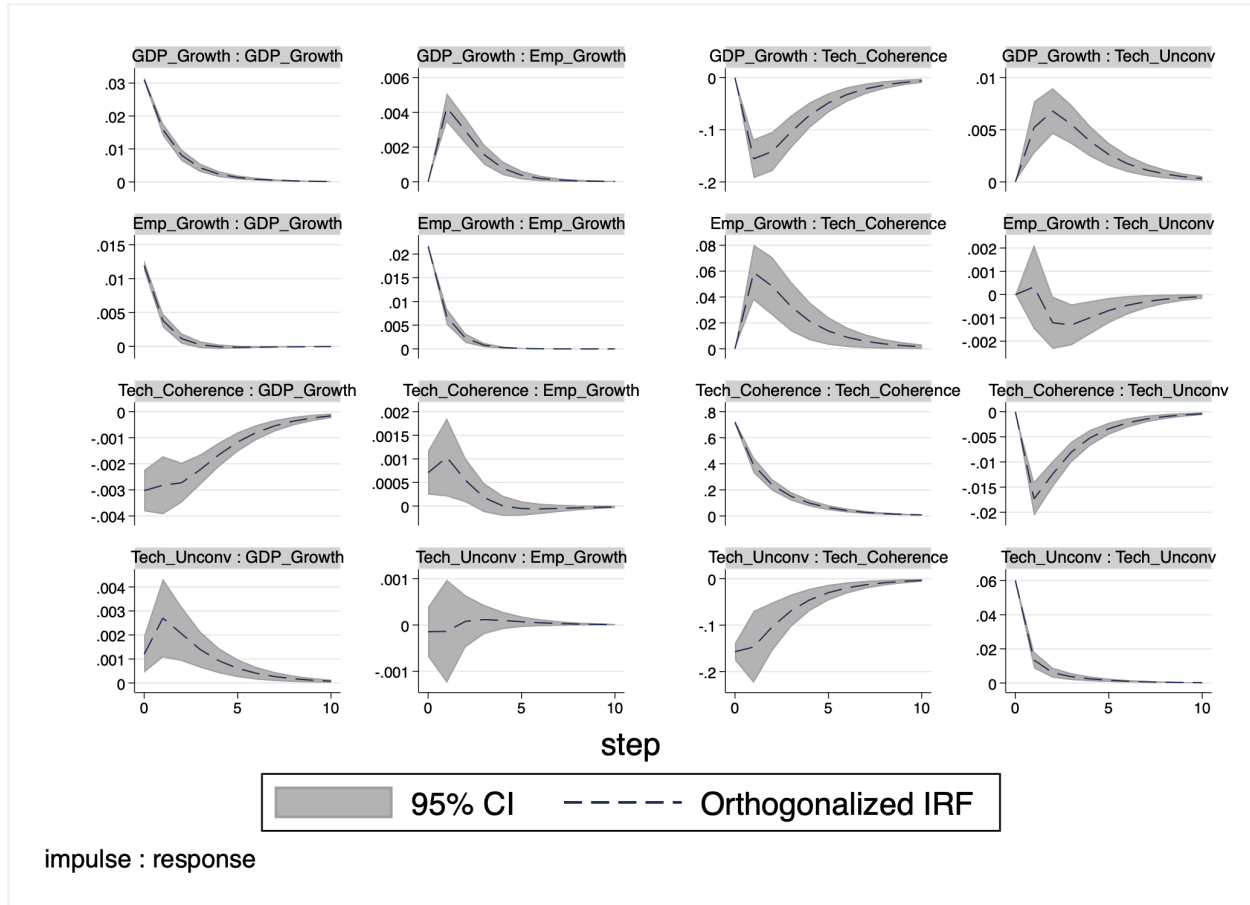 GDP_Growth : GDP_Growth GDP_Growth : Emp_Growth GDP_Growth : Tech_Coherence GDP_Growth : Tech_Unconv
.03 .006 0 .01
.02 .004 -.1 .005
.01 .002
0 0 -.2 0
Emp_Growth : GDP_Growth Emp_Growth : Emp_Growth Emp_Growth : Tech_Coherence Emp_Growth : Tech_Unconv
.015 .02 .08 .002
.01 .015 .06 .001
.005 .01 .04 0
0 .005 .02 -.001
0 0 -.002
Tech_Coherence : GDP_Growth Tech_Coherence : Emp_Growth Tech_Coherence : Tech_Coherence Tech_Coherence : Tech_Unconv
0 .002 .8 0
-.001 .0015 .6 -.005
-.002 .001 .4 -.01
-.003 .0005 .2 -.015
-.004 0 0 -.02
Tech_Unconv : GDP_Growth Tech_Unconv : Emp_Growth Tech_Unconv : Tech_Coherence Tech_Unconv : Tech_Unconv
.004 .001 0 .06
.003 0 -.1 .04
.002 -.001 -.2 .02
.001 0
0
0 5 10 0 5 10 0 5 10 0 5 10
step
95% CI Orthogonalized IRF
impulse : response